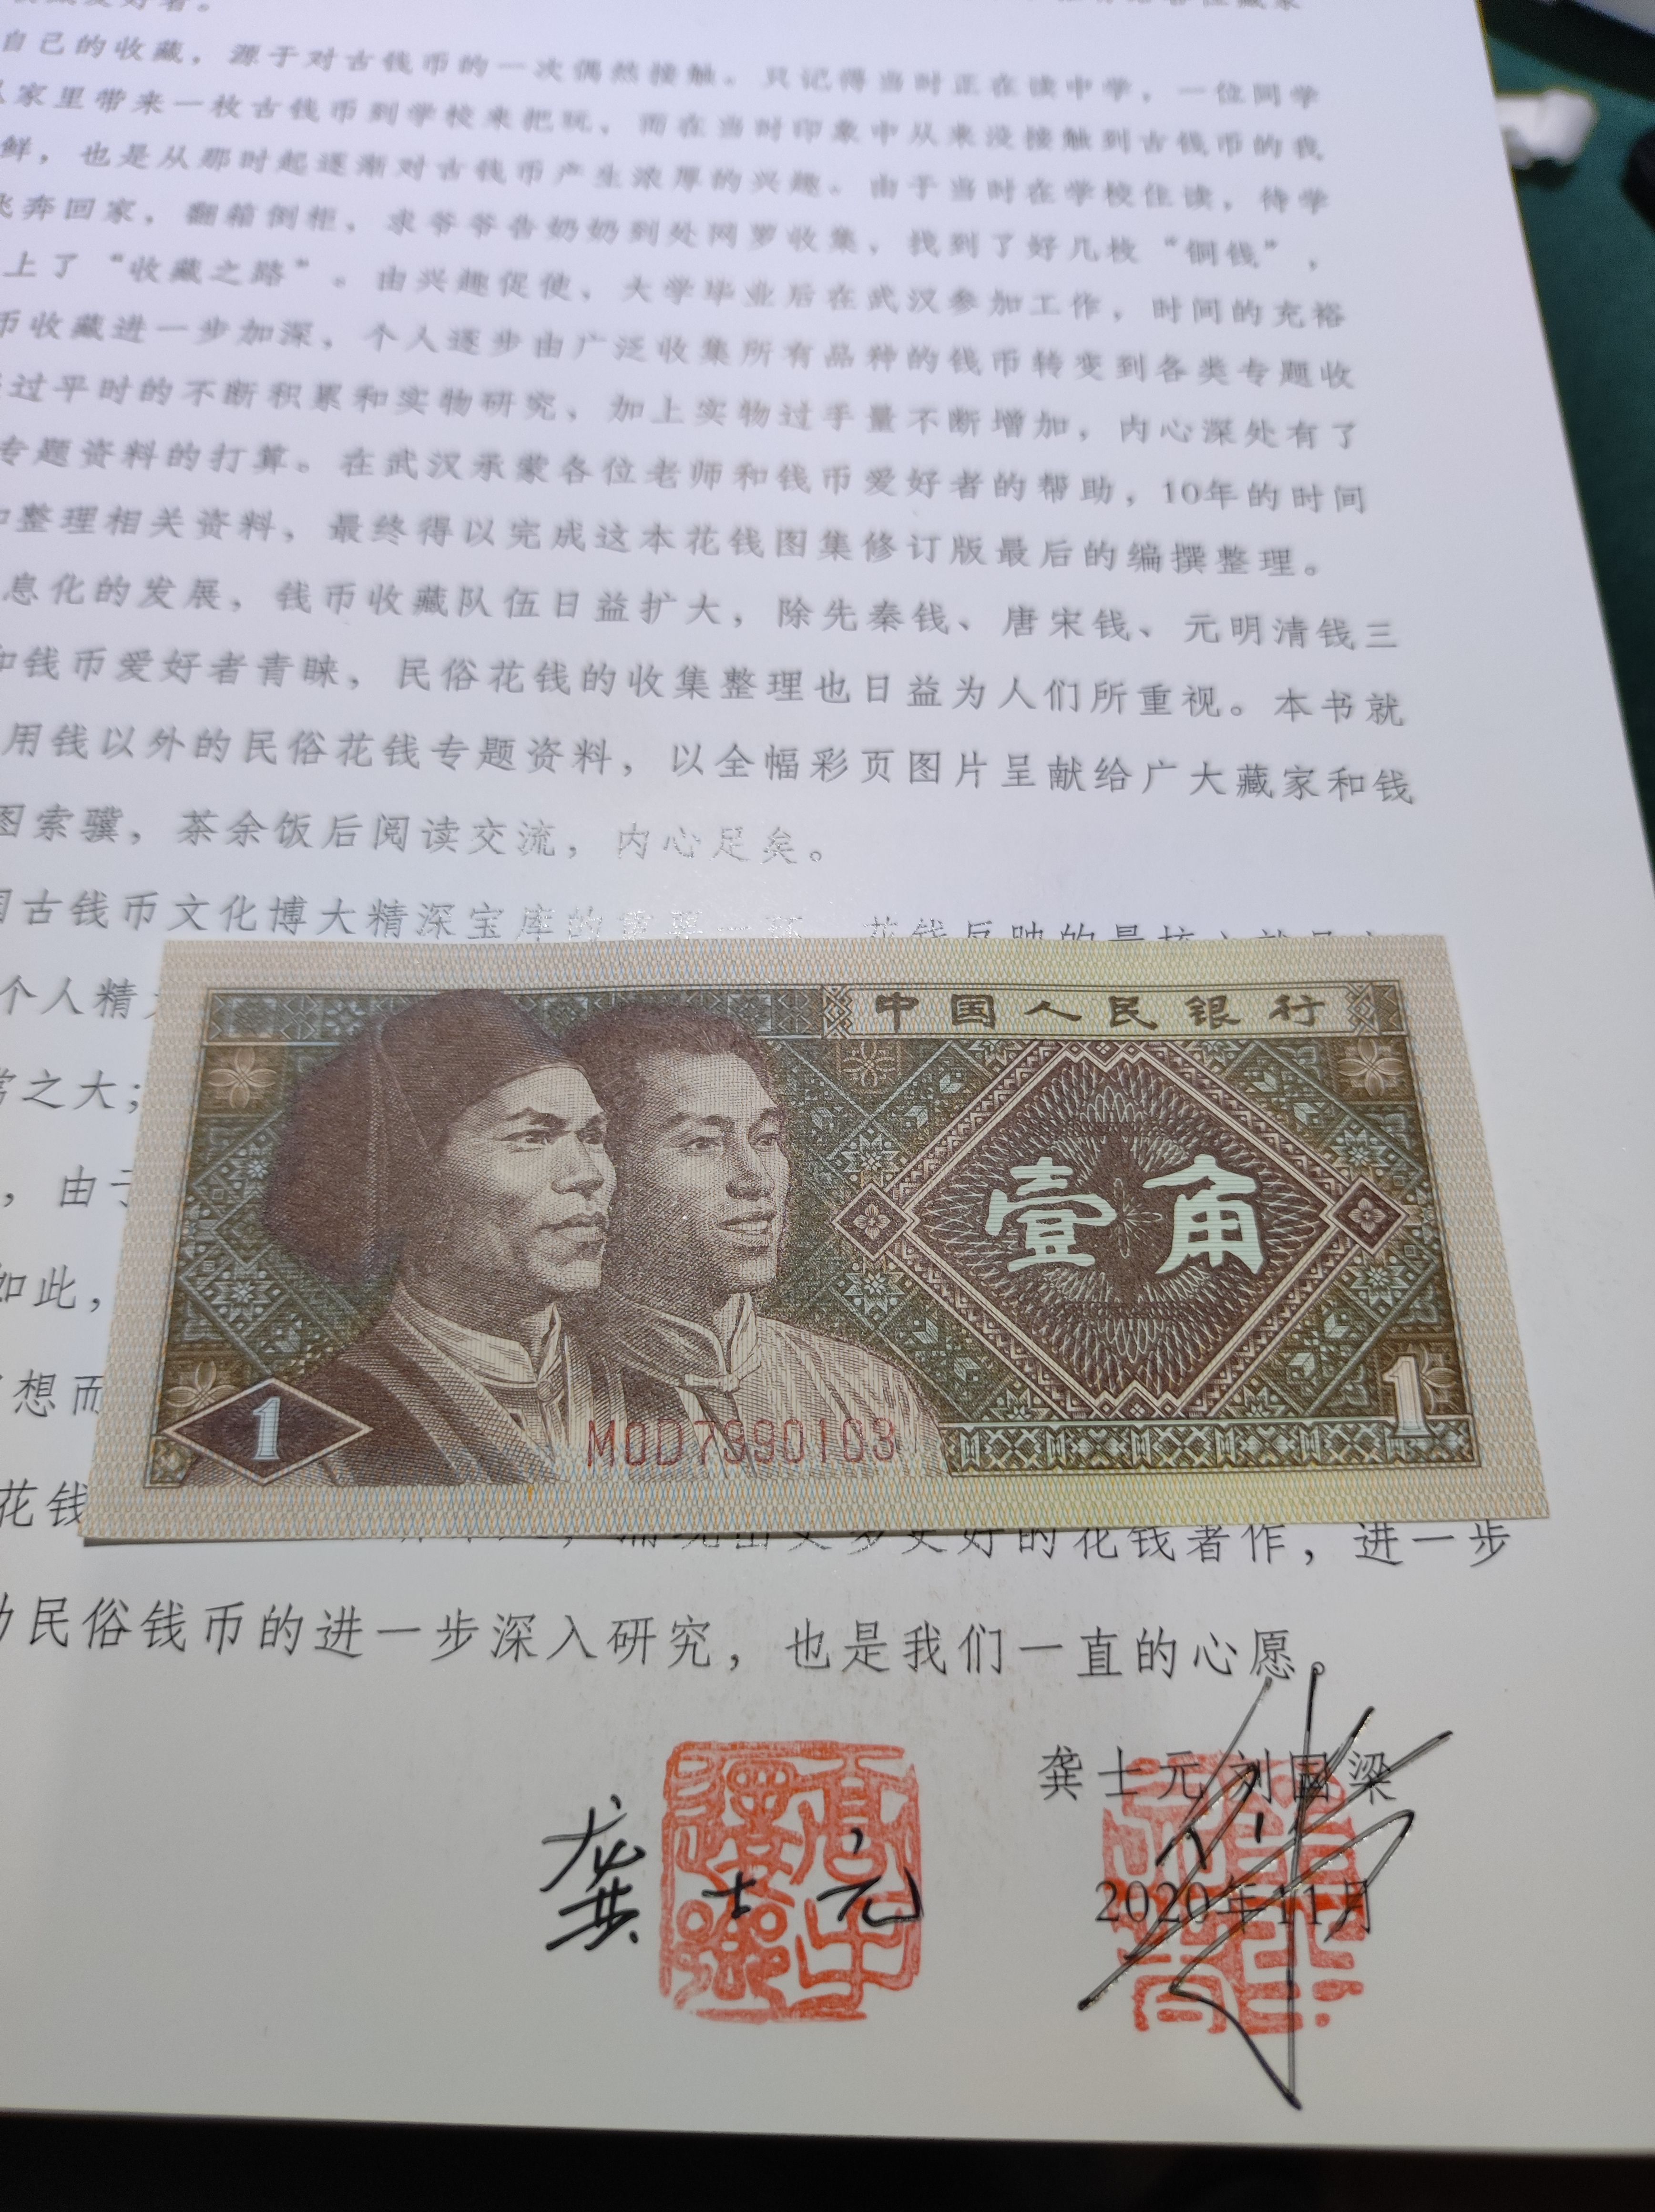 自己的收藏，源于对古钱币的一次偶然接触。只记得当时正在读中学，一位同学
家里带来一枚古钱币到学校来把玩，而在当时印象中从来没接触到古钱币的我
鲜，也是从那时起逐渐对古钱币产生浓厚的兴趣。由于当时在学校住读，待学
奔回家，翻箱倒柜，求爷爷告奶奶到处网罗收集，找到了好几枚“铜钱”，
上了“收藏之路”。由兴趣促使，大学毕业后在武汉参加工作，时间的充裕
币收藏进一步加深，个人逐步由广泛收集所有品种的钱币转变到各类专题收
过平时的不断积累和实物研究，加上实物过手量不断增加，内心深处有了
专题资料的打算。在武汉承蒙各位老师和钱币爱好者的帮助，10年的时间
整理相关资料，最终得以完成这本花钱图集修订版最后的编撰整理。
息化的发展，钱币收藏队伍日益扩大，除先秦钱、唐宋钱、元明清钱三
和钱币爱好者青睐，民俗花钱的收集整理也日益为人们所重视。本书就
用钱以外的民俗花钱专题资料，以全幅彩页图片呈献给广大藏家和钱
图索骥，茶余饭后阅读交流，内心足矣。
古钱币文化博大精深宝库的
个人精
之大；
，由于
如此，
想而
中国人民银行
壹角
1
1
M0D7990103
花钱
更好的花钱著作，进一步
民俗钱币的进一步深入研究，也是我们一直的心愿。
龚士元 刘国梁
2020年11月
龚士元